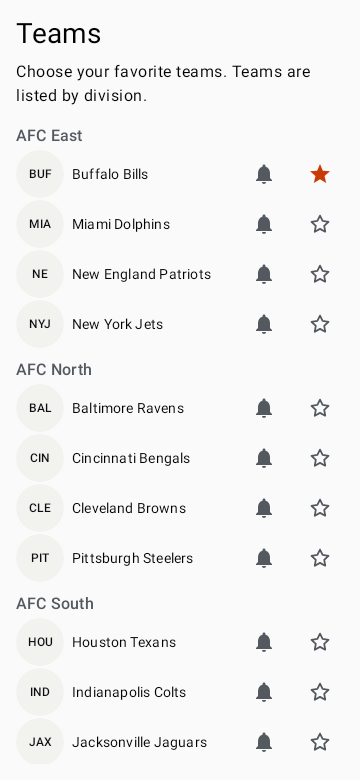 Teams
Choose your favorite teams. Teams are
listed by division.
AFC East
BUF Buffalo Bills
MIA Miami Dolphins
NE New England Patriots
NYJ New York Jets
AFC North
BAL Baltimore Ravens
CIN Cincinnati Bengals
CLE Cleveland Browns
PIT Pittsburgh Steelers
AFC South
HOU Houston Texans
IND Indianapolis Colts
JAX Jacksonville Jaguars